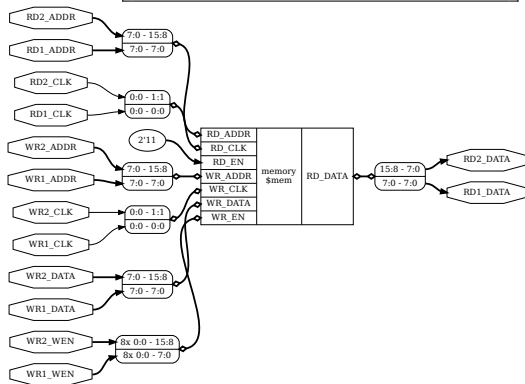 RD2_ADDR
RD1_ADDR
7:0 - 15:8
7:0 - 7:0
RD2_CLK
RD1_CLK
0:0 - 1:1
0:0 - 0:0
2'11
WR2_ADDR
WR1_ADDR
7:0 - 15:8
7:0 - 7:0
WR2_CLK
WR1_CLK
0:0 - 1:1
0:0 - 0:0
WR2_DATA
WR1_DATA
7:0 - 15:8
7:0 - 7:0
WR2_WEN
WR1_WEN
8x 0:0 - 15:8
8x 0:0 - 7:0
RD_ADDR
RD_CLK
RD_EN
WR_ADDR
WR_CLK
WR_DATA
WR_EN
memory
$mem
RD_DATA
15:8 - 7:0
7:0 - 7:0
RD2_DATA
RD1_DATA